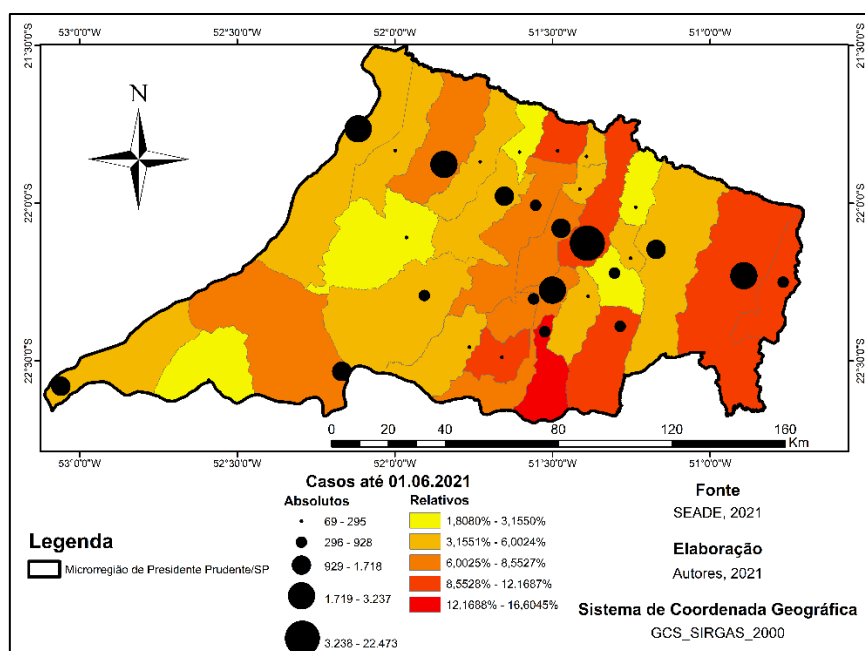 53°0'0"W 52°30'0"W 52°0'0"W 51°30'0"W 51°0'0"W
21°30'0"S 21°30'0"S
N
22°0'0"S 22°0'0"S
22°30'0"S 22°30'0"S
0 20 40 80 120 160
Km
53°0'0"W 52°30'0"W 52°0'0"W 51°30'0"W 51°0'0"W
Casos até 01.06.2021
Absolutos
69 - 295
296 - 928
929 - 1.718
1.719 - 3.237
3.238 - 22.473
Relativos
1,8080% - 3,1550%
3,1551% - 6,0024%
6,0025% - 8,5527%
8,5528% - 12.1687%
12.1688% - 16.6045%
Legenda
Microrregião de Presidente Prudente/SP
Fonte
SEADE, 2021
Elaboração
Autores, 2021
Sistema de Coordenada Geográfica
GCS_SIRGAS_2000